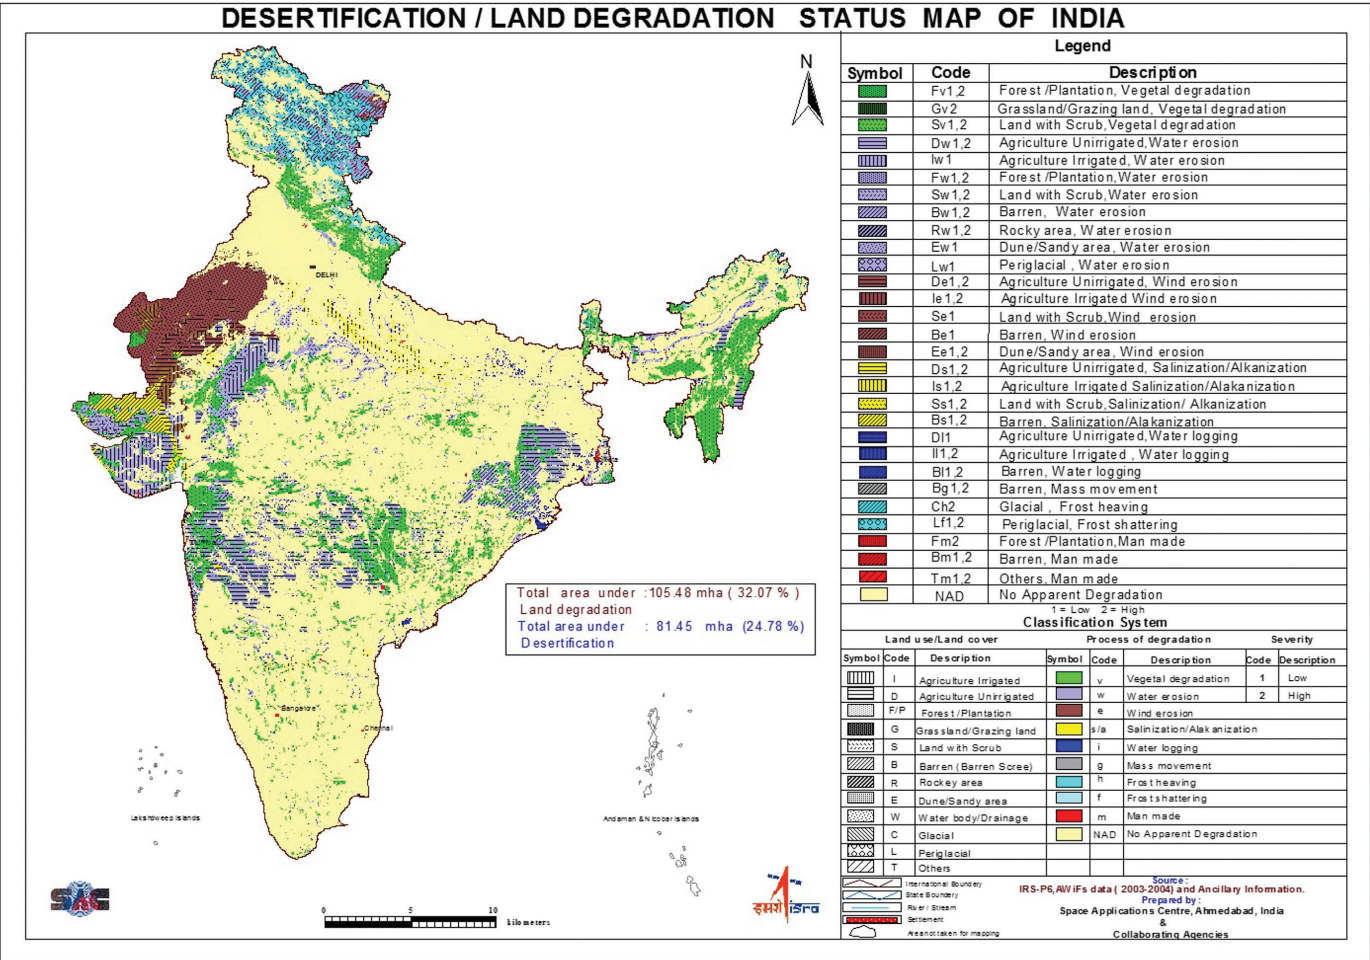 DESERTIFICATION / LAND DEGRADATION STATUS MAP OF INDIA
N
DELHI
Bangalore
Chennai
Lakshdweep Islands
Andaman & Nicobar Islands
Total area under :105.48 mha ( 32.07 % )
Land degradation
Total area under : 81.45 mha (24.78 %)
Desertification
0 5 10
kilometers
इसरो isro
Legend
Symbol Code Description
Fv1,2 Forest /Plantation, Vegetal degradation
Gv2 Grassland/Grazing land, Vegetal degradation
Sv1,2 Land with Scrub,Vegetal degradation
Dw1,2 Agriculture Unirrigated,Water erosion
Iw1 Agriculture Irrigated, Water erosion
Fw1,2 Forest /Plantation,Water erosion
Sw1,2 Land with Scrub,Water erosion
Bw1,2 Barren, Water erosion
Rw1,2 Rocky area, Water erosion
Ew1 Dune/Sandy area, Water erosion
Lw1 Periglacial , Water erosion
De1,2 Agriculture Unirrigated, Wind erosion
Ie1,2 Agriculture Irrigated Wind erosion
Se1 Land with Scrub,Wind erosion
Be1 Barren, Wind erosion
Ee1,2 Dune/Sandy area, Wind erosion
Ds1,2 Agriculture Unirrigated, Salinization/Alkanization
Is1,2 Agriculture Irrigated Salinization/Alakanization
Ss1,2 Land with Scrub,Salinization/ Alkanization
Bs1,2 Barren, Salinization/Alakanization
Dl1 Agriculture Unirrigated,Water logging
Il1,2 Agriculture Irrigated , Water logging
Bl1,2 Barren, Water logging
Bg1,2 Barren, Mass movement
Ch2 Glacial , Frost heaving
Lf1,2 Periglacial, Frost shattering
Fm2 Forest /Plantation,Man made
Bm1,2 Barren, Man made
Tm1,2 Others, Man made
NAD No Apparent Degradation
1 = Low 2 = High
Classification System
Land use/Land cover Process of degradation Severity
Symbol Code Description Symbol Code Description Code Description
I Agriculture Irrigated v Vegetal degradation 1 Low
D Agriculture Unirrigated w Water erosion 2 High
F/P Forest /Plantation e Wind erosion
G Grassland/Grazing land s/a Salinization/Alakanization
S Land with Scrub i Water logging
B Barren (Barren Scree) g Mass movement
R Rockey area h Frost heaving
E Dune/Sandy area f Frost shattering
W Water body/Drainage m Man made
C Glacial NAD No Apparent Degradation
L Periglacial
T Others
International Boundary
State Boundary
River / Stream
Settlement
Area not taken for mapping
Source :
IRS-P6,AWiFs data ( 2003-2004) and Ancillary Information.
Prepared by :
Space Applications Centre, Ahmedabad, India
&
Collaborating Agencies